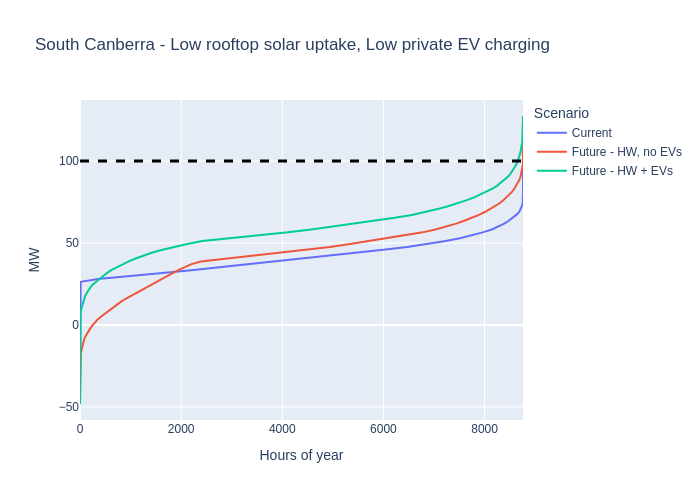 South Canberra - Low rooftop solar uptake, Low private EV charging
Scenario
Current
Future - HW, no EVs
Future - HW + EVs
MW
100
50
0
−50
0
2000
4000
6000
8000
Hours of year